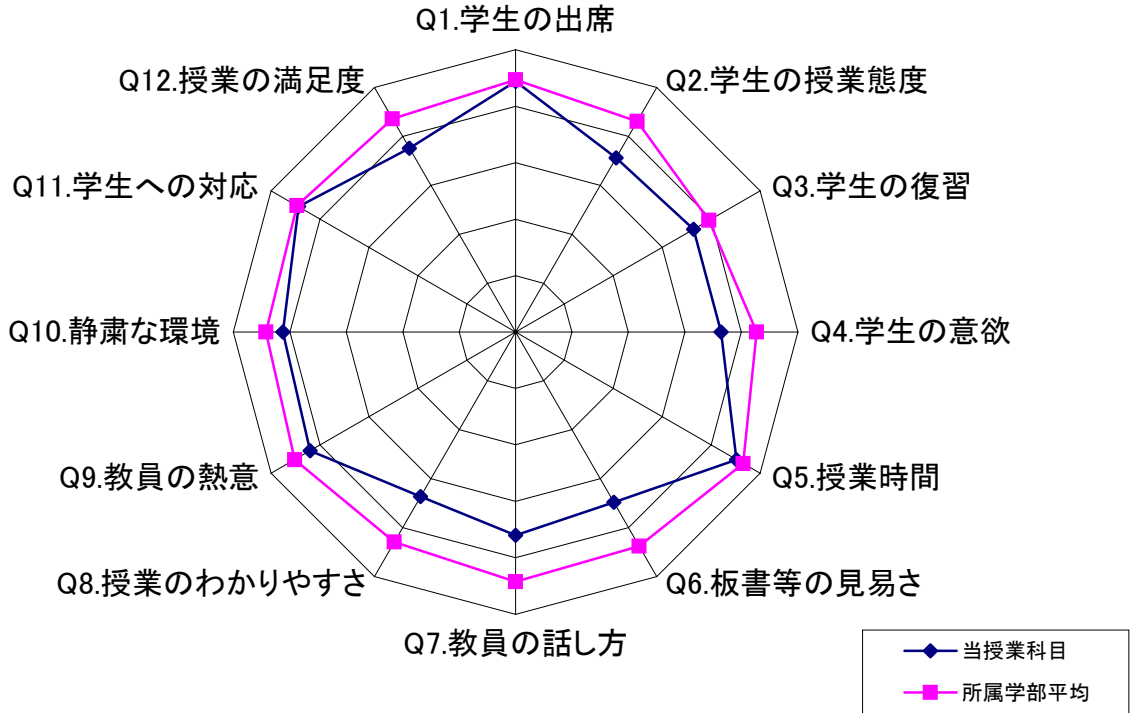 Q1.学生の出席
Q2.学生の授業態度
Q3.学生の復習
Q4.学生の意欲
Q5.授業時間
Q6.板書等の見易さ
Q7.教員の話し方
Q8.授業のわかりやすさ
Q9.教員の熱意
Q10.静粛な環境
Q11.学生への対応
Q12.授業の満足度
当授業科目
所属学部平均